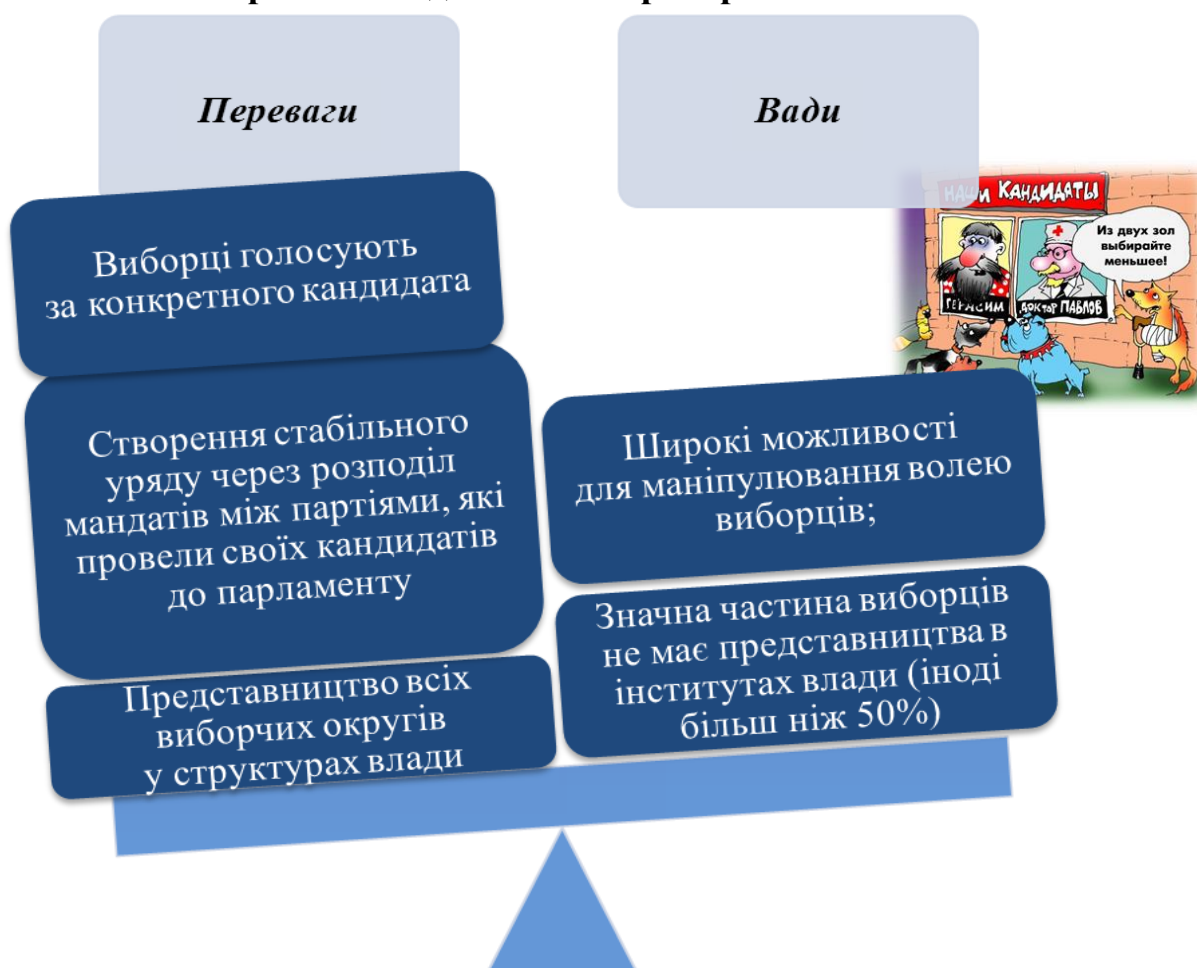 Переваги
Вади
Виборці голосують
за конкретного кандидата
Створення стабільного
уряду через розподіл
мандатів між партіями, які
провели своїх кандидатів
до парламенту
Представництво всіх
виборчих округів
у структурах влади
Широкі можливості
для маніпулювання волею
виборців;
Значна частина виборців
не має представництва в
інститутах влади (іноді
більш ніж 50%)
НАШИ КАНДИДАТЫ
Из двух зол
выбирайте
меньшее!
ГЕРАСИМ
ДОКТОР ПАВЛОВ